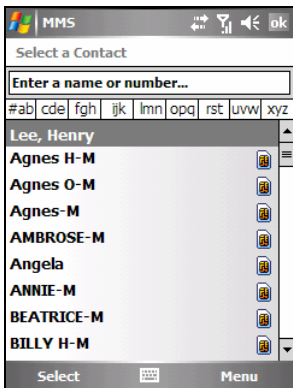 MMS ok
Select a Contact
Enter a name or number...
#ab cde fgh ijk lmn opq rst uvw xyz
Lee, Henry
Agnes H-M
Agnes O-M
Agnes-M
AMBROSE-M
Angela
ANNIE-M
BEATRICE-M
BILLY H-M
Select Menu